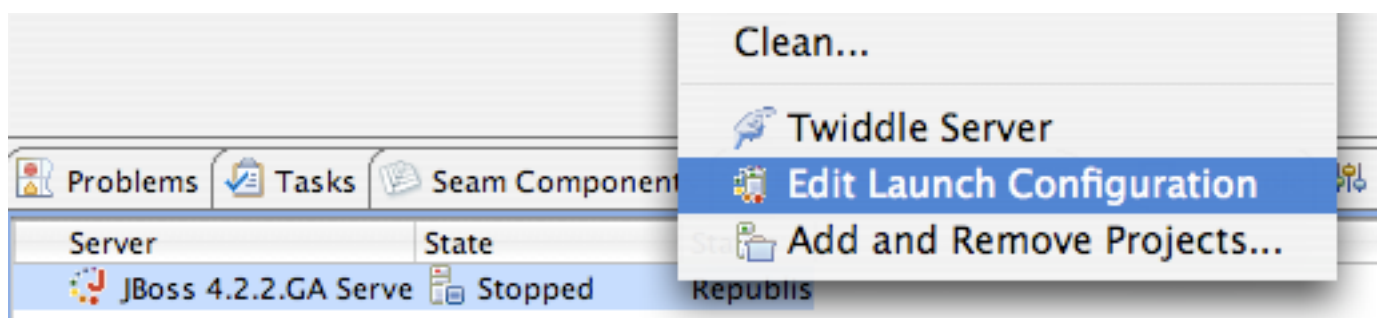 Clean...
Twiddle Server
Problems Tasks Seam Component
Edit Launch Configuration
Add and Remove Projects...
Server State
JBoss 4.2.2.GA Serve Stopped Republis